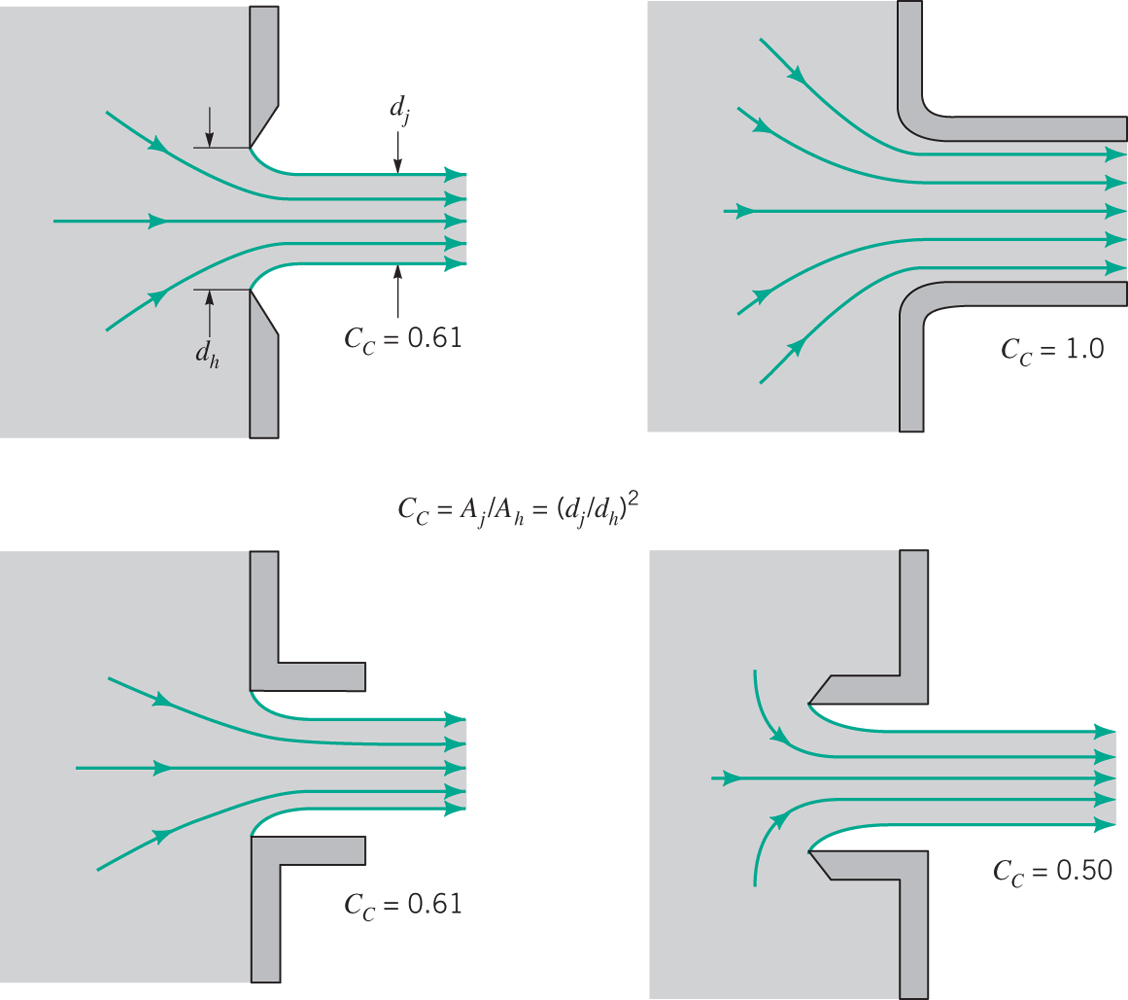 d_j
d_h
C_C = 0.61
C_C = 1.0
C_C = A_j/A_h = (d_j/d_h)^2
C_C = 0.61
C_C = 0.50